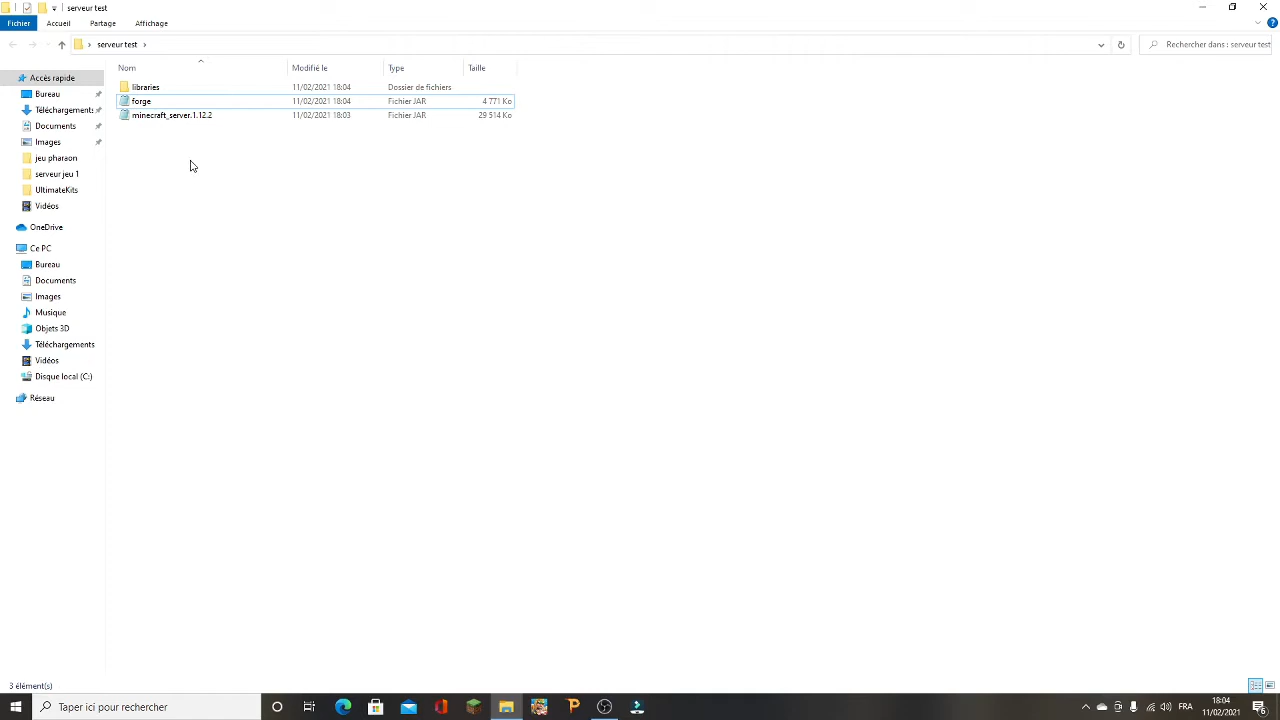 serveur test
Fichier Accueil Partage Affichage
serveur test Rechercher dans : serveur test
Nom Modifié le Type Taille
libraries 11/02/2021 18:04 Dossier de fichiers
forge 11/02/2021 18:04 Fichier JAR 4 771 Ko
minecraft_server.1.12.2 11/02/2021 18:03 Fichier JAR 29 514 Ko
Accès rapide
Bureau
Téléchargements
Documents
Images
jeu pharaon
serveur jeu 1
UltimateKits
Vidéos
OneDrive
Ce PC
Bureau
Documents
Images
Musique
Objets 3D
Téléchargements
Vidéos
Disque local (C:)
Réseau
3 élément(s)
Taper ici pour rechercher
FRA
18:04
11/02/2021
6